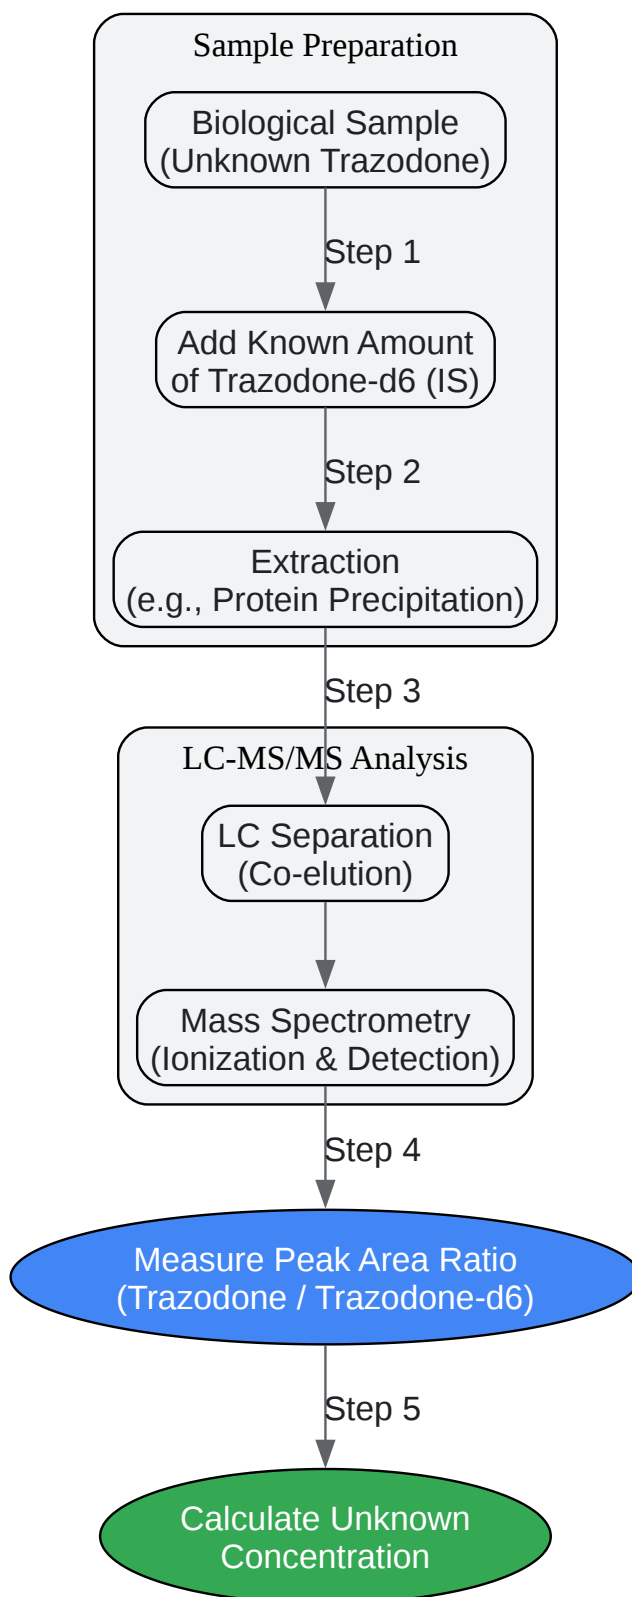 Sample Preparation
Biological Sample
(Unknown Trazodone)
Step 1
Add Known Amount
of Trazodone-d6 (IS)
Step 2
Extraction
(e.g., Protein Precipitation)
Step 3
LC-MS/MS Analysis
LC Separation
(Co-elution)
Mass Spectrometry
(Ionization & Detection)
Step 4
Measure Peak Area Ratio
(Trazodone / Trazodone-d6)
Step 5
Calculate Unknown
Concentration